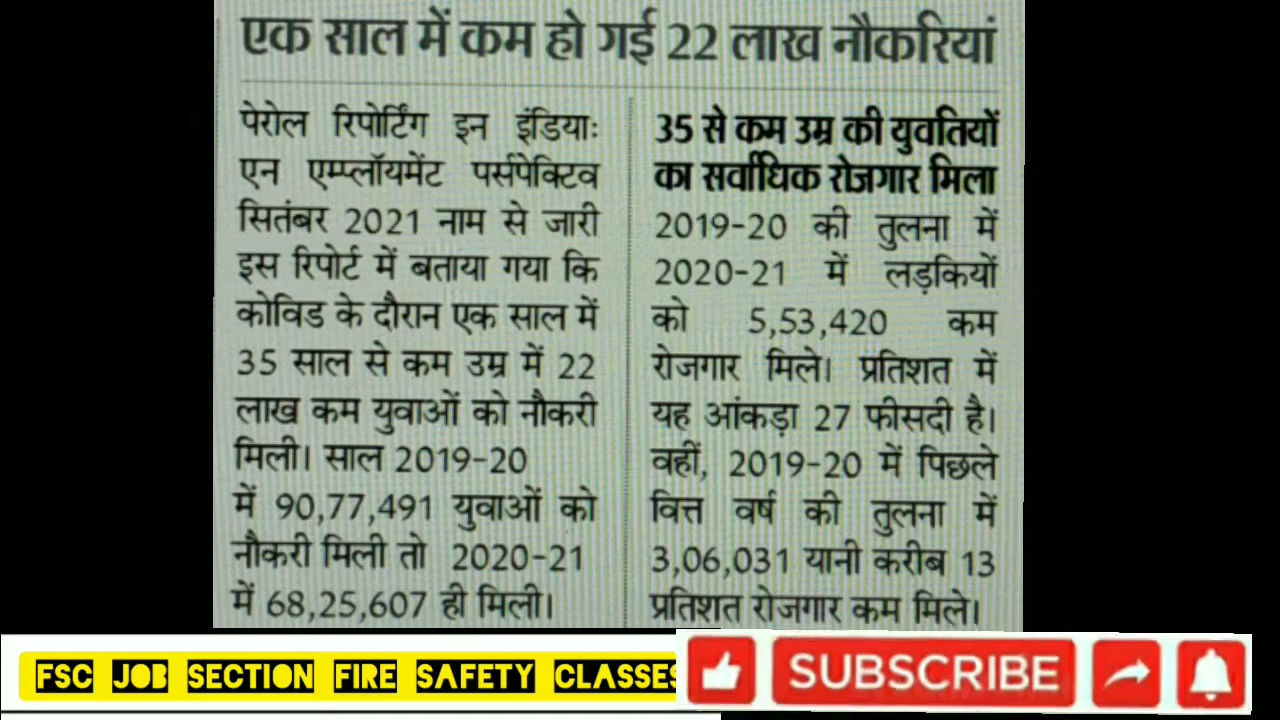 एक साल में कम हो गई 22 लाख नौकरियां
पेरोल रिपोर्टिंग इन इंडियाः
एन एम्प्लॉयमेंट पर्सपेक्टिव
सितंबर 2021 नाम से जारी
इस रिपोर्ट में बताया गया कि
कोविड के दौरान एक साल में
35 साल से कम उम्र में 22
लाख कम युवाओं को नौकरी
मिली। साल 2019-20
में 90,77,491 युवाओं को
नौकरी मिली तो 2020-21
में 68,25,607 ही मिली।
35 से कम उम्र की युवतियों
का सर्वाधिक रोजगार मिला
2019-20 की तुलना में
2020-21 में लड़कियों
को 5,53,420 कम
रोजगार मिले। प्रतिशत में
यह आंकड़ा 27 फीसदी है।
वहीं, 2019-20 में पिछले
वित्त वर्ष की तुलना में
3,06,031 यानी करीब 13
प्रतिशत रोजगार कम मिले।
FSC JOB SECTION FIRE SAFETY CLASSES
SUBSCRIBE